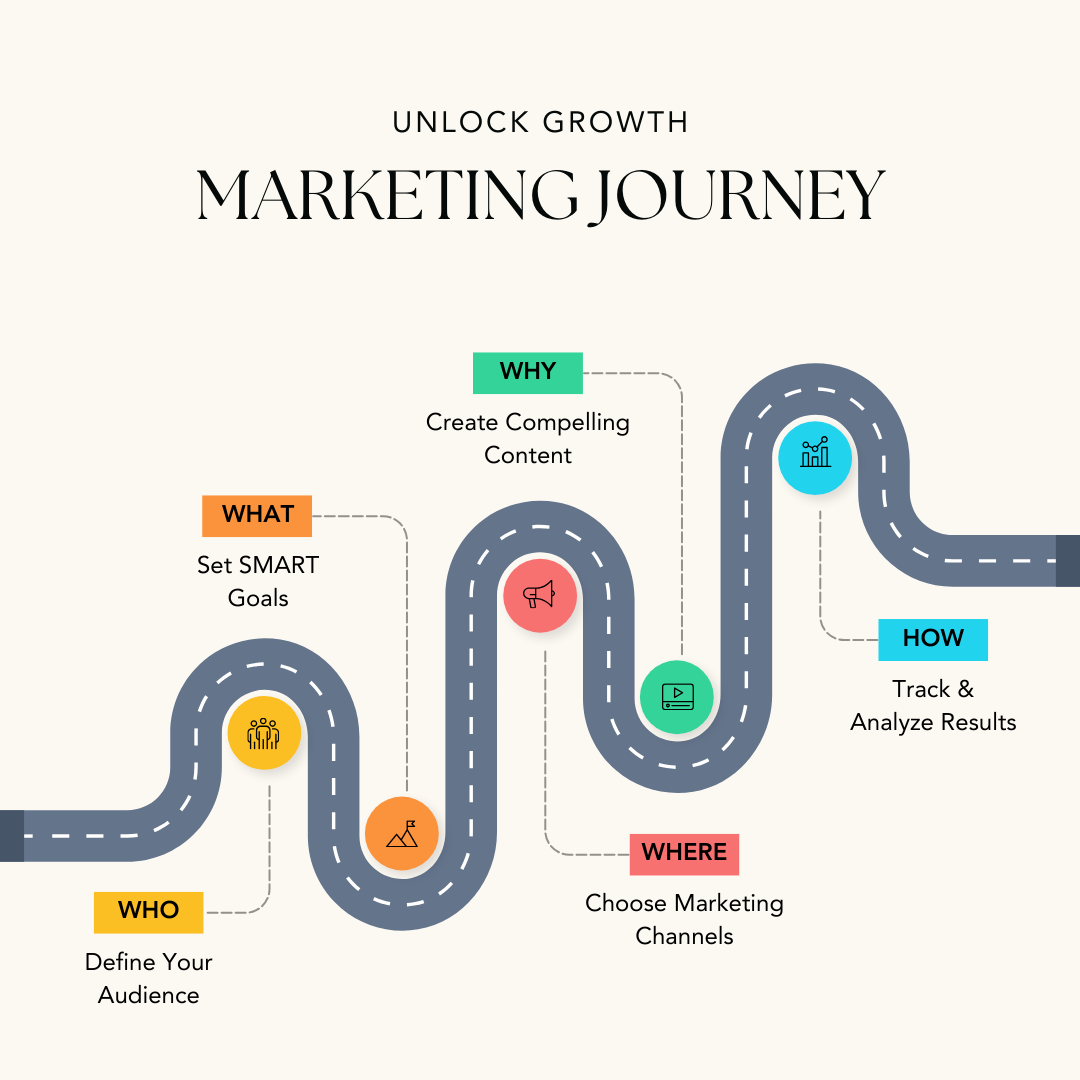 UNLOCK GROWTH
MARKETING JOURNEY
WHO
Define Your
Audience
WHAT
Set SMART
Goals
WHERE
Choose Marketing
Channels
WHY
Create Compelling
Content
HOW
Track &
Analyze Results